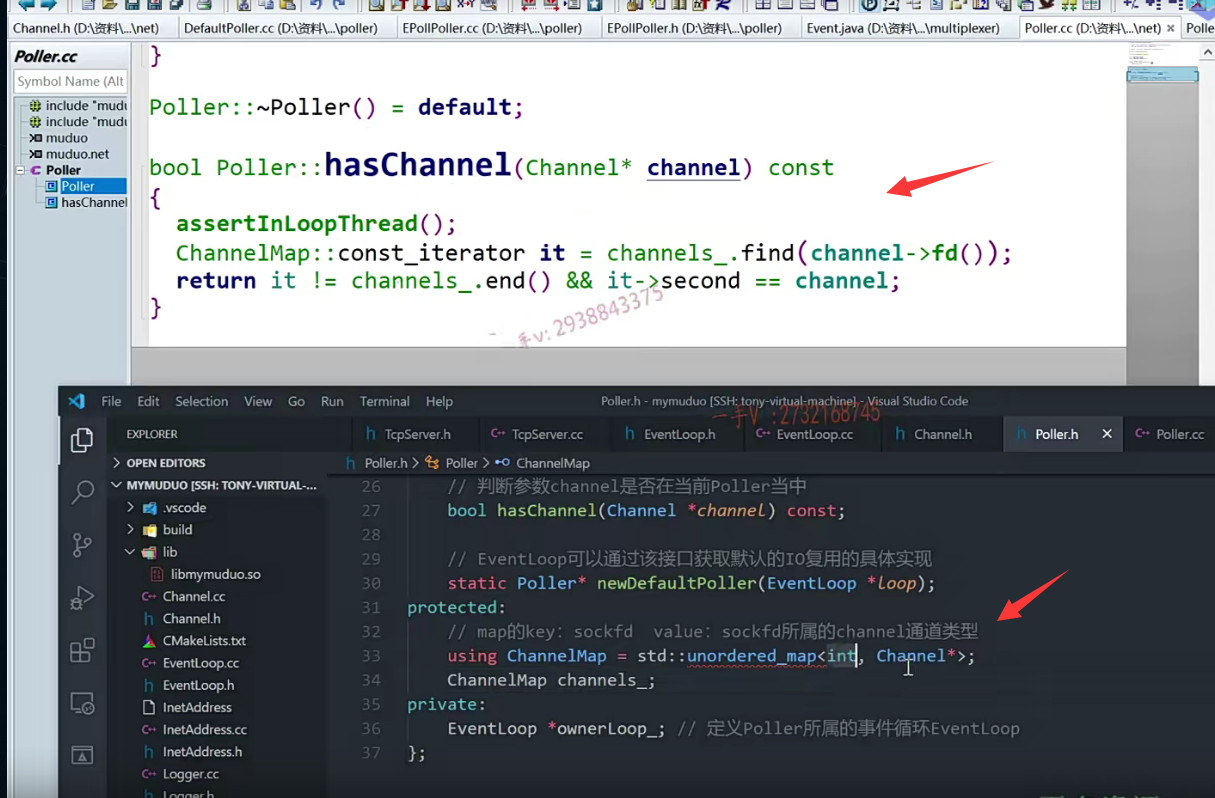 Channel.h (D:\资料\...\net)
DefaultPoller.cc (D:\资料\...\poller)
EPollPoller.cc (D:\资料\...\poller)
EPollPoller.h (D:\资料\...\poller)
Event.java (D:\资料\...\multiplexer)
Poller.cc (D:\资料\...\net) ×
Polle
Poller.cc
Symbol Name (Alt
include "mudu
include "mudu
muduo
muduo.net
Poller
Poller
hasChannel
}
Poller::~Poller() = default;
bool Poller::hasChannel(Channel* channel) const
{
assertInLoopThread();
ChannelMap::const_iterator it = channels_.find(channel->fd());
return it != channels_.end() && it->second == channel;
}
手v: 2938843375
File Edit Selection View Go Run Terminal Help
Poller.h - mymuduo [SSH: tony-virtual-machine] - Visual Studio Code
一手V :2732168745
EXPLORER
TcpServer.h
TcpServer.cc
EventLoop.h
EventLoop.cc
Channel.h
Poller.h ×
Poller.cc
OPEN EDITORS
MYMUDUO [SSH: TONY-VIRTUAL-...
.vscode
build
lib
libmymuduo.so
Channel.cc
Channel.h
CMakeLists.txt
EventLoop.cc
EventLoop.h
InetAddress
InetAddress.cc
InetAddress.h
Logger.cc
Logger.h
Poller.h > Poller > ChannelMap
26 // 判断参数channel是否在当前Poller当中
27 bool hasChannel(Channel *channel) const;
28
29 // EventLoop可以通过该接口获取默认的IO复用的具体实现
30 static Poller* newDefaultPoller(EventLoop *loop);
31 protected:
32 // map的key: sockfd value: sockfd所属的channel通道类型
33 using ChannelMap = std::unordered_map<int, Channel*>;
34 ChannelMap channels_;
35 private:
36 EventLoop *ownerLoop_; // 定义Poller所属的事件循环EventLoop
37 };